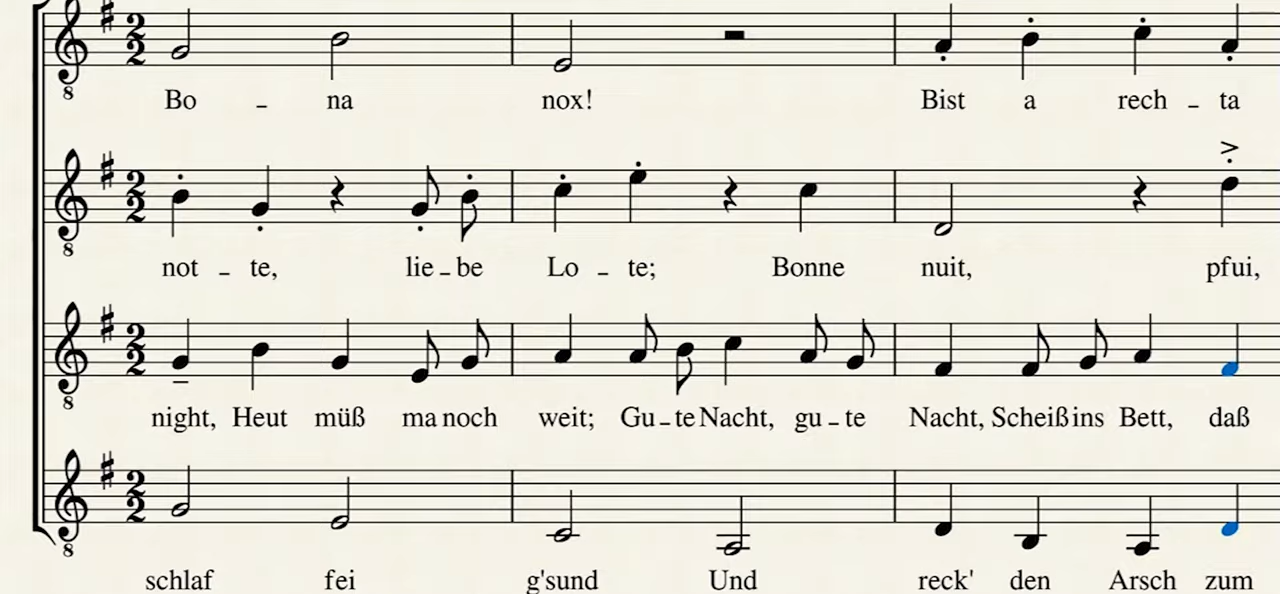 Bo - na nox! Bist a rech - ta
not - te, lie - be Lo - te; Bonne nuit, pfui,
night, Heut müß ma noch weit; Gu - te Nacht, gu - te Nacht, Scheiß ins Bett, daß
schlaf fei g'sund Und reck' den Arsch zum